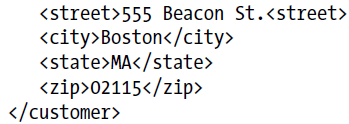 <street>555 Beacon St.<street>
<city>Boston</city>
<state>MA</state>
<zip>02115</zip>
</customer>